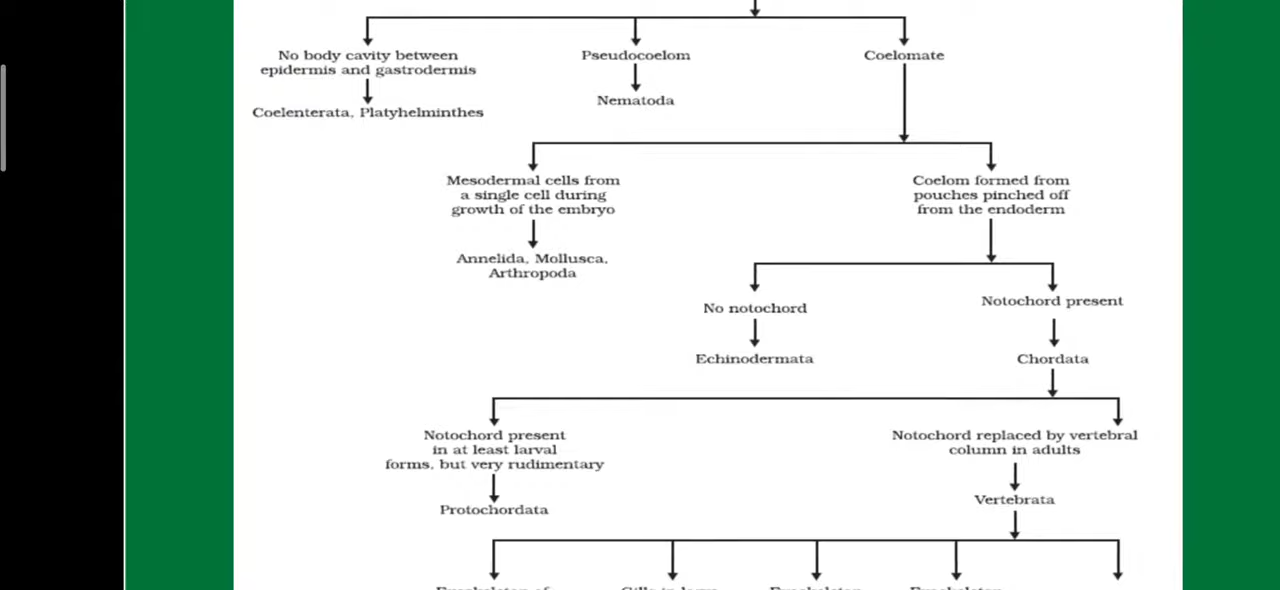 No body cavity between
epidermis and gastrodermis
Pseudocoelom
Coelomate
Nematoda
Coelenterata, Platyhelminthes
Mesodermal cells from
a single cell during
growth of the embryo
Coelom formed from
pouches pinched off
from the endoderm
Annelida, Mollusca,
Arthropoda
No notochord
Notochord present
Echinodermata
Chordata
Notochord present
in at least larval
forms, but very rudimentary
Notochord replaced by vertebral
column in adults
Protochordata
Vertebrata